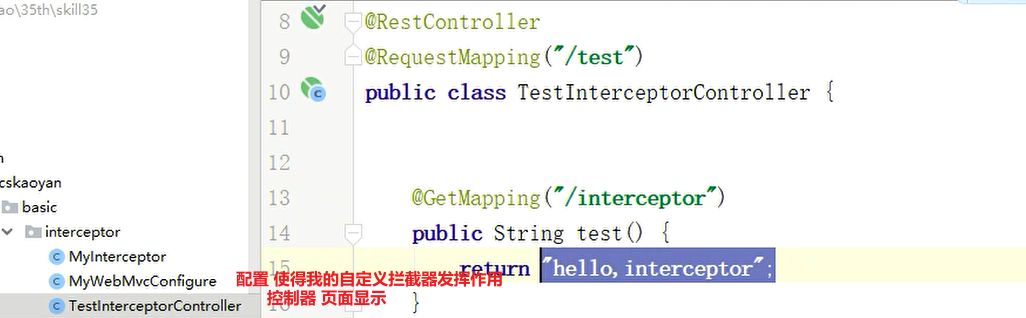 ao\35th\skill35
n
cskaoyan
basic
interceptor
MyInterceptor
MyWebMvcConfigure
TestInterceptorController
配置 使得我的自定义拦截器发挥作用
控制器 页面显示
8 @RestController
9 @RequestMapping("/test")
10 public class TestInterceptorController {
11
12
13 @GetMapping("/interceptor")
14 public String test() {
15 return "hello,interceptor";
16 }